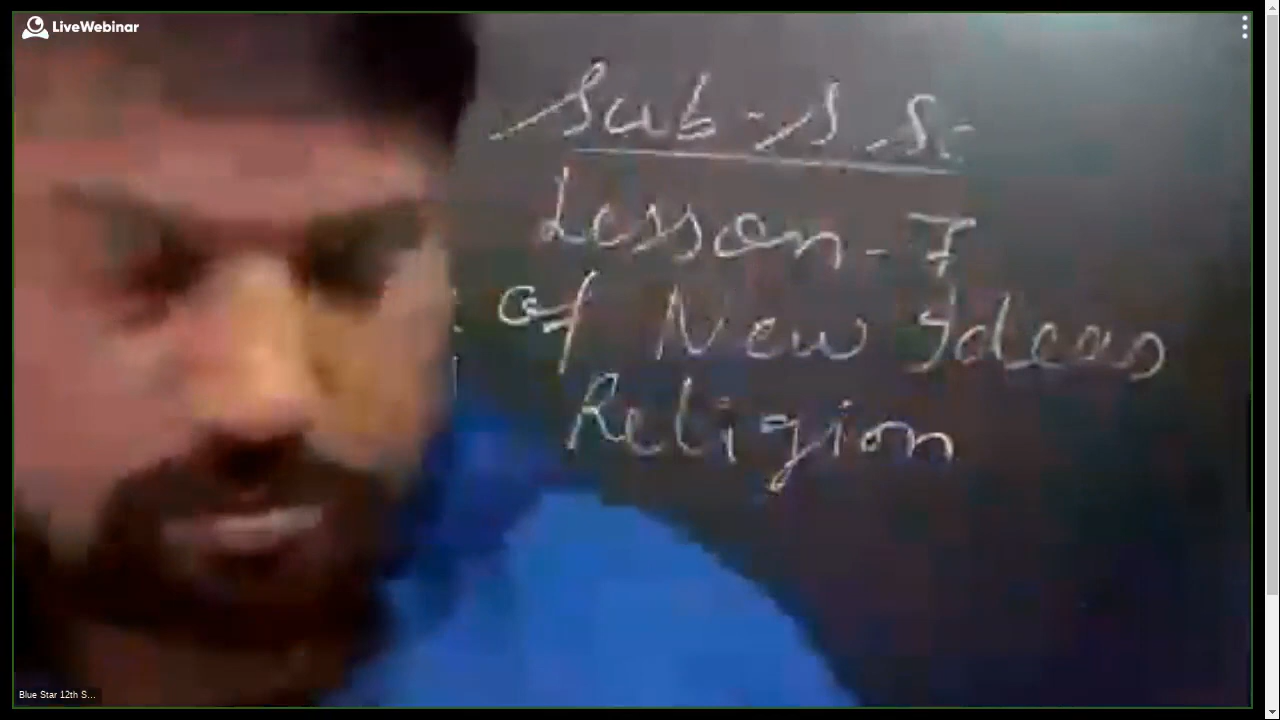 LiveWebinar
Sub-S.S.
Lesson-7
of New Ideas
Religion
Blue Star 12th S...